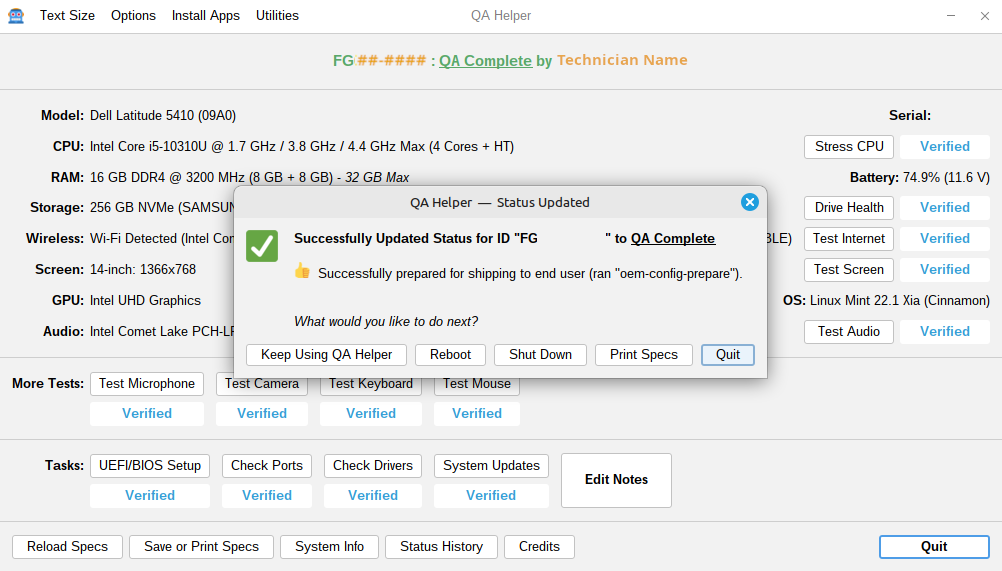 Text Size Options Install Apps Utilities QA Helper
FG ##-#### : QA Complete by Technician Name
Model: Dell Latitude 5410 (09A0) Serial:
CPU: Intel Core i5-10310U @ 1.7 GHz / 3.8 GHz / 4.4 GHz Max (4 Cores + HT) Stress CPU Verified
RAM: 16 GB DDR4 @ 3200 MHz (8 GB + 8 GB) - 32 GB Max Battery: 74.9% (11.6 V)
Storage: 256 GB NVMe (SAMSUN Drive Health Verified
Wireless: Wi-Fi Detected (Intel Cor BLE) Test Internet Verified
Screen: 14-inch: 1366x768 Test Screen Verified
GPU: Intel UHD Graphics OS: Linux Mint 22.1 Xia (Cinnamon)
Audio: Intel Comet Lake PCH-LP Test Audio Verified
QA Helper — Status Updated
Successfully Updated Status for ID "FG " to QA Complete
Successfully prepared for shipping to end user (ran "oem-config-prepare").
What would you like to do next?
Keep Using QA Helper Reboot Shut Down Print Specs Quit
More Tests: Test Microphone Test Camera Test Keyboard Test Mouse
Verified Verified Verified Verified
Tasks: UEFI/BIOS Setup Check Ports Check Drivers System Updates Edit Notes
Verified Verified Verified Verified
Reload Specs Save or Print Specs System Info Status History Credits Quit